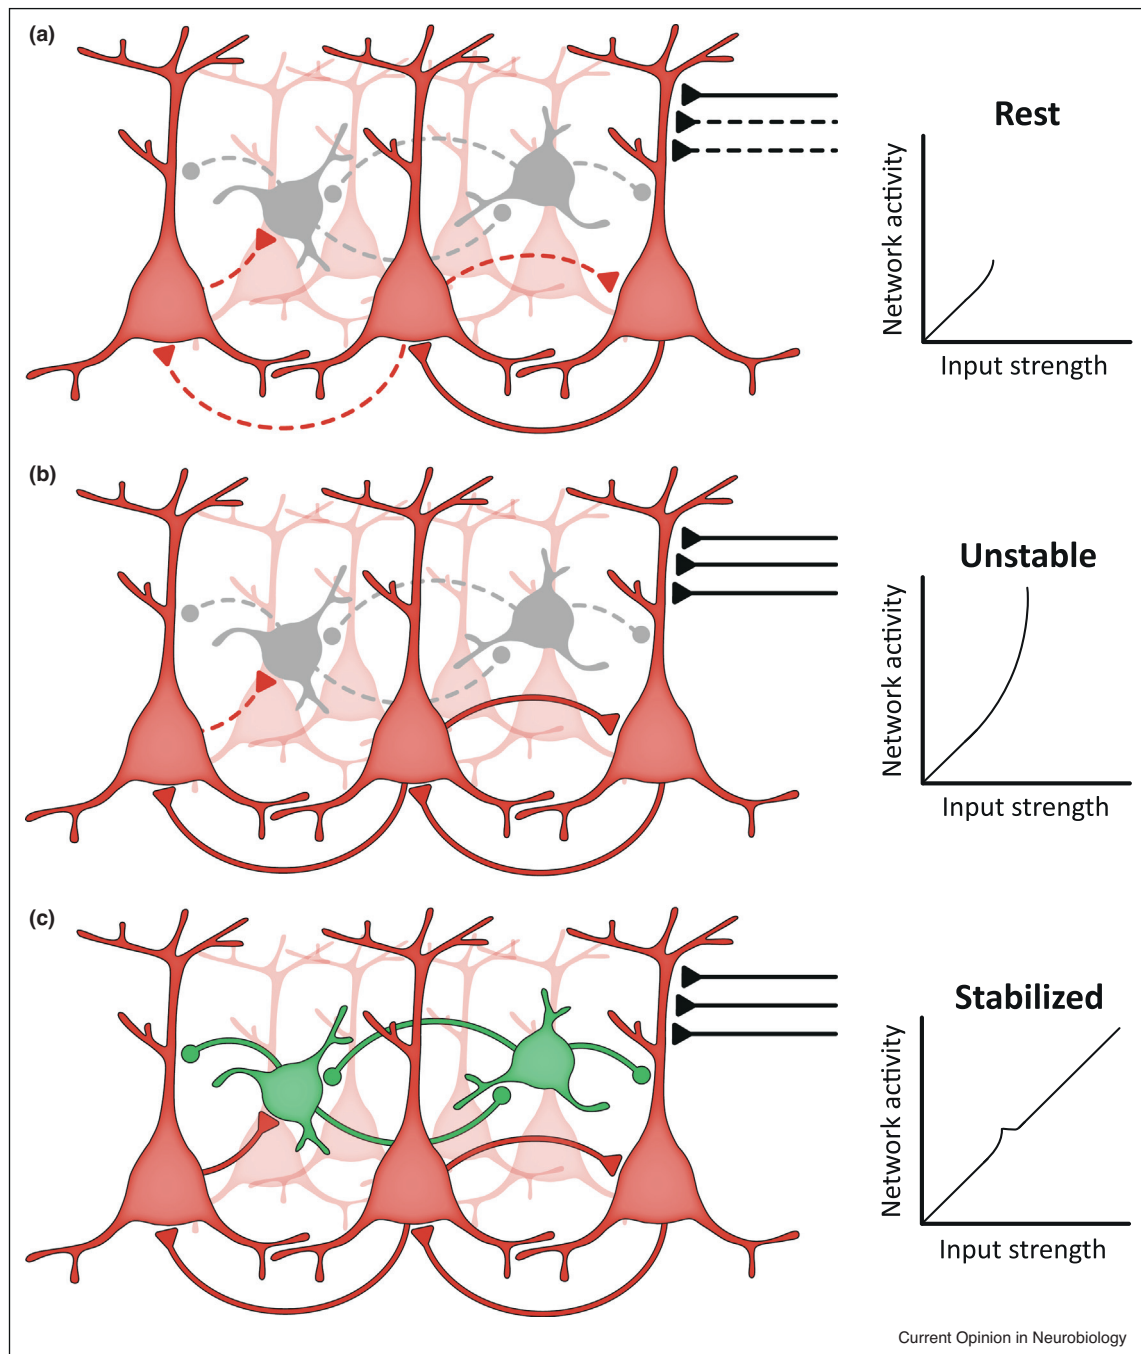 (a)
Rest
Network activity
Input strength
(b)
Unstable
Network activity
Input strength
(c)
Stabilized
Network activity
Input strength
Current Opinion in Neurobiology